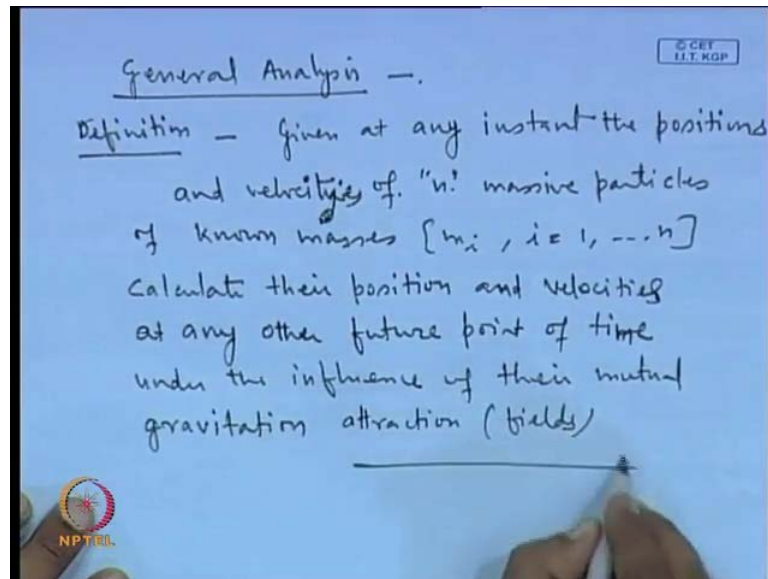 General Analysis —.
© CET
I.I.T. KGP
Definition — Given at any instant the positions
and velocities of "n" massive particles
of known masses [mi, i = 1, ---- n]
Calculate their position and velocities
at any other future point of time
under the influence of their mutual
gravitation attraction (fields)
NPTEL